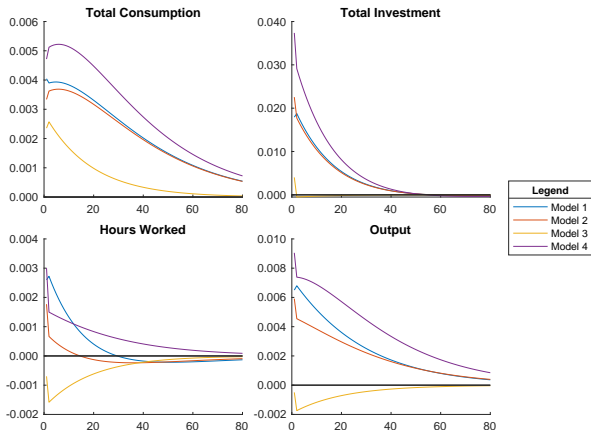 Total Consumption
0.006
0.005
0.004
0.003
0.002
0.001
0.000
0 20 40 60 80
Total Investment
0.040
0.030
0.020
0.010
0.000
0 20 40 60 80
Legend
Model 1
Model 2
Model 3
Model 4
Hours Worked
0.004
0.003
0.002
0.001
0.000
-0.001
-0.002
0 20 40 60 80
Output
0.010
0.008
0.006
0.004
0.002
0.000
-0.002
0 20 40 60 80